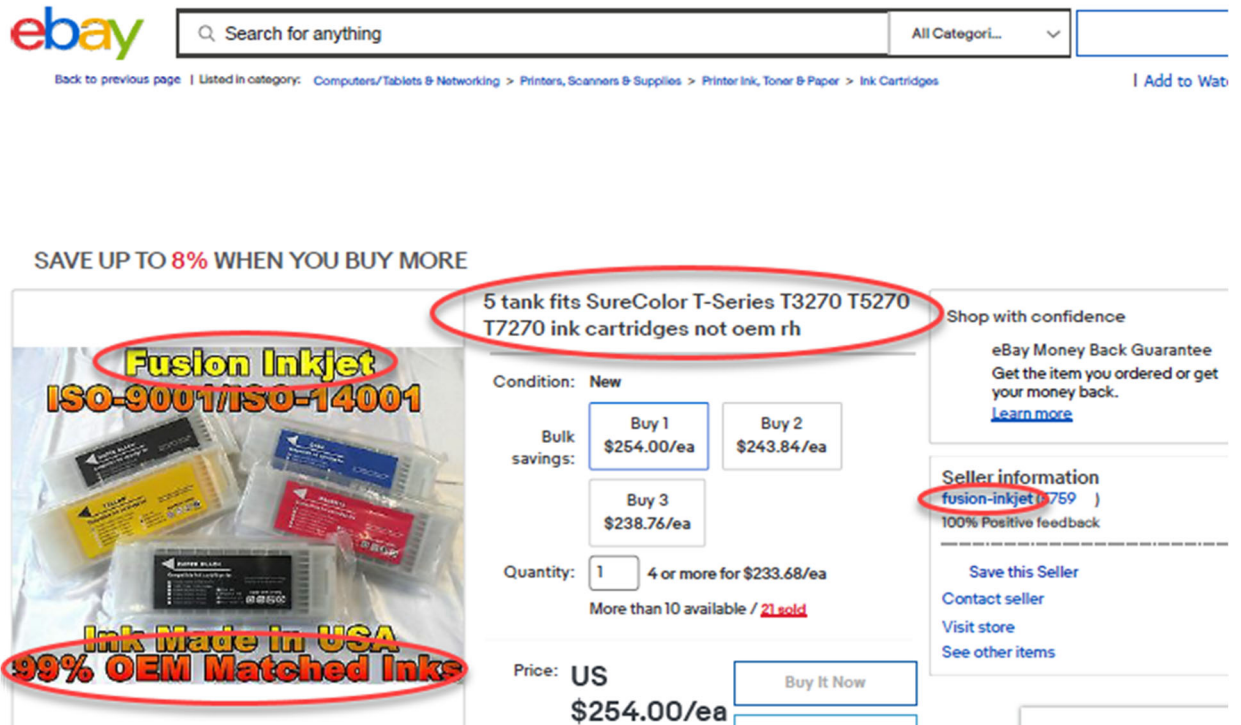 ebay
Search for anything
All Categori...
Back to previous page | Listed in category: Computers/Tablets & Networking > Printers, Scanners & Supplies > Printer Ink, Toner & Paper > Ink Cartridges
| Add to Wat
SAVE UP TO 8% WHEN YOU BUY MORE
Fusion Inkjet
ISO-9001/ISO-14001
Ink Made in USA
99% OEM Matched Inks
5 tank fits SureColor T-Series T3270 T5270
T7270 ink cartridges not oem rh
Condition: New
Bulk savings:
Buy 1
$254.00/ea
Buy 2
$243.84/ea
Buy 3
$238.76/ea
Quantity: 1 4 or more for $233.68/ea
More than 10 available / 21 sold
Price: US
$254.00/ea
Buy It Now
Shop with confidence
eBay Money Back Guarantee
Get the item you ordered or get
your money back.
Learn more
Seller information
fusion-inkjet ( 759 )
100% Positive feedback
Save this Seller
Contact seller
Visit store
See other items